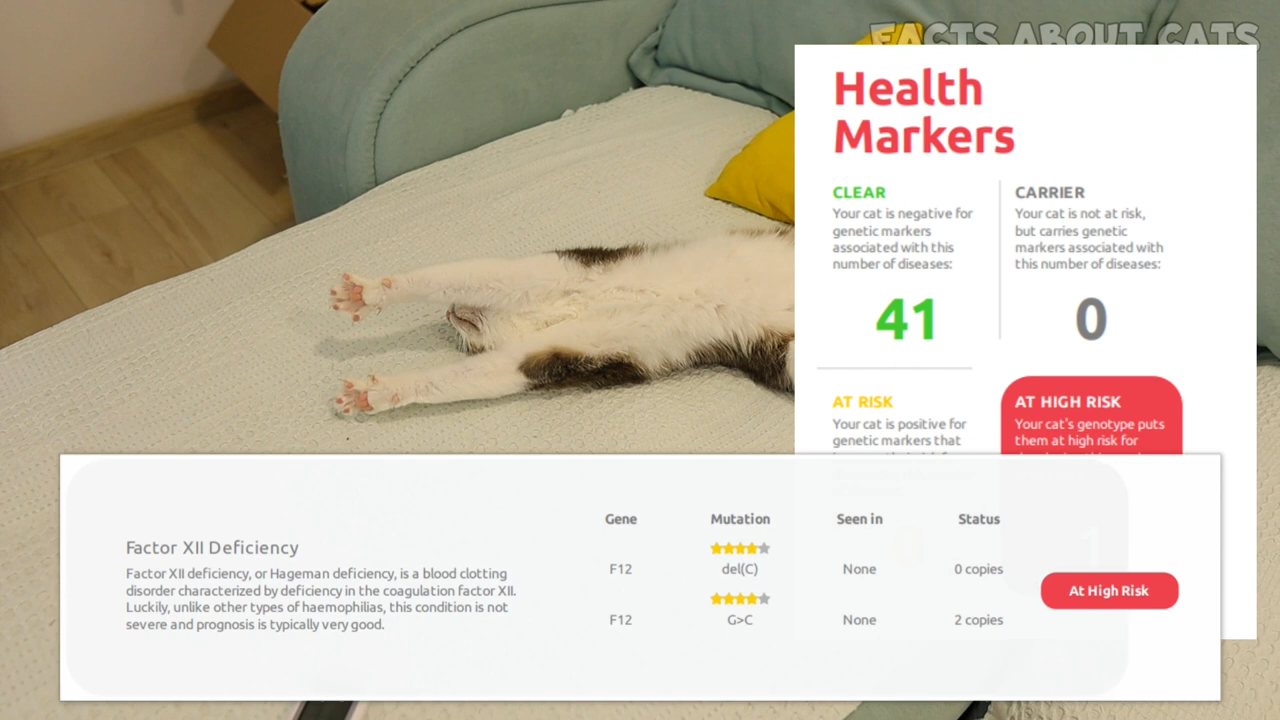 FACTS ABOUT CATS
Health
Markers
CLEAR
Your cat is negative for
genetic markers
associated with this
number of diseases:
41
CARRIER
Your cat is not at risk,
but carries genetic
markers associated with
this number of diseases:
0
AT RISK
Your cat is positive for
genetic markers that
AT HIGH RISK
Your cat's genotype puts
them at high risk for
1
Gene Mutation Seen in Status
Factor XII Deficiency
Factor XII deficiency, or Hageman deficiency, is a blood clotting
disorder characterized by deficiency in the coagulation factor XII.
Luckily, unlike other types of haemophilias, this condition is not
severe and prognosis is typically very good.
F12 del(C) None 0 copies
F12 G>C None 2 copies
At High Risk